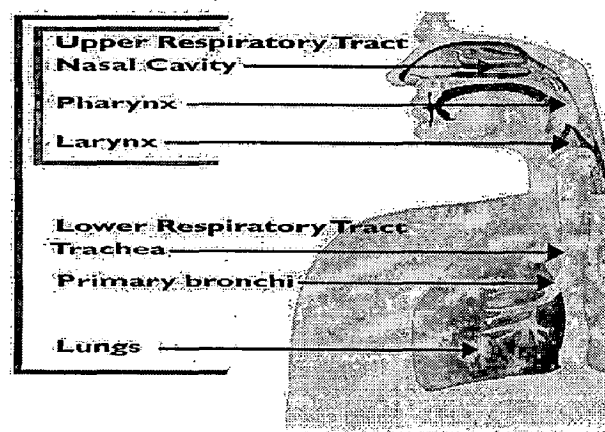 Upper Respiratory Tract
Nasal Cavity
Pharynx
Larynx
Lower Respiratory Tract
Trachea
Primary bronchi
Lungs